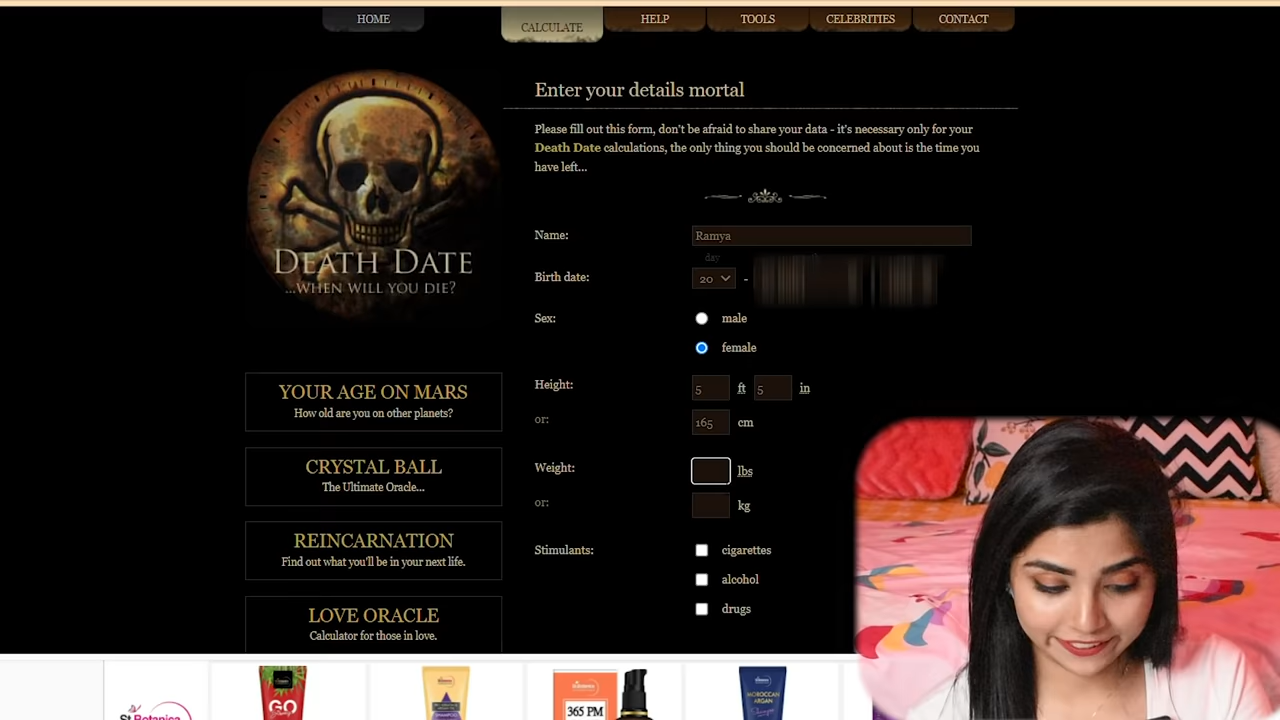 HOME
CALCULATE
HELP
TOOLS
CELEBRITIES
CONTACT
Enter your details mortal
Please fill out this form, don't be afraid to share your data - it's necessary only for your
Death Date calculations, the only thing you should be concerned about is the time you
have left...
DEATH DATE
...WHEN WILL YOU DIE?
Name:
Ramya
day
Birth date:
20 -
Sex:
male
female
Height:
5 ft 5 in
or:
165 cm
Weight:
lbs
or:
kg
Stimulants:
cigarettes
alcohol
drugs
YOUR AGE ON MARS
How old are you on other planets?
CRYSTAL BALL
The Ultimate Oracle...
REINCARNATION
Find out what you'll be in your next life.
LOVE ORACLE
Calculator for those in love.
St.Botanica
GO
365 PM
MOROCCAN
ARGAN